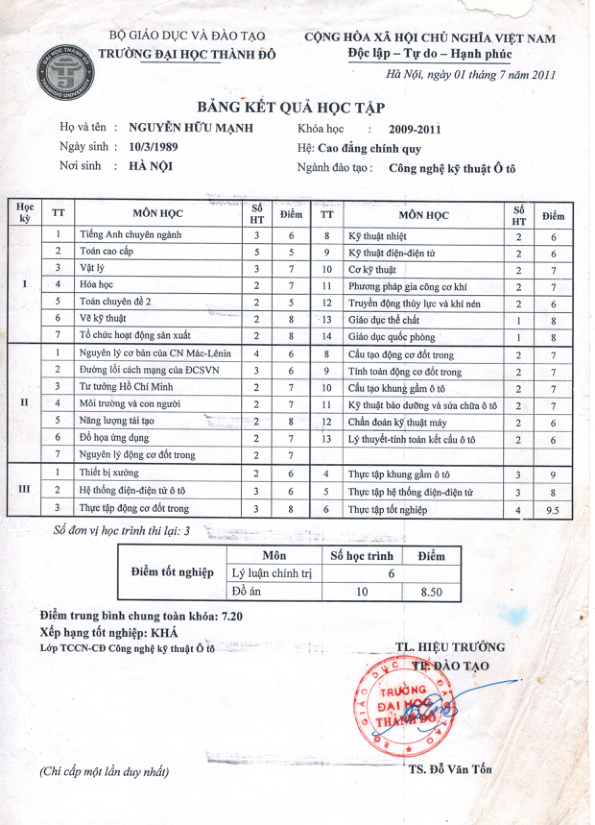 BỘ GIÁO DỤC VÀ ĐÀO TẠO
TRƯỜNG ĐẠI HỌC THÀNH ĐÔ
CỘNG HÒA XÃ HỘI CHỦ NGHĨA VIỆT NAM
Độc lập – Tự do – Hạnh phúc
Hà Nội, ngày 01 tháng 7 năm 2011
BẢNG KẾT QUẢ HỌC TẬP
Họ và tên : NGUYỄN HỮU MẠNH Khóa học : 2009-2011
Ngày sinh : 10/3/1989 Hệ: Cao đẳng chính quy
Nơi sinh : HÀ NỘI Ngành đào tạo : Công nghệ kỹ thuật Ô tô
Học kỳ TT MÔN HỌC Số HT Điểm TT MÔN HỌC Số HT Điểm
I
1 Tiếng Anh chuyên ngành 3 6 8 Kỹ thuật nhiệt 2 6
2 Toán cao cấp 5 5 9 Kỹ thuật điện-điện tử 2 6
3 Vật lý 3 7 10 Cơ kỹ thuật 2 7
4 Hóa học 2 7 11 Phương pháp gia công cơ khí 2 7
5 Toán chuyên đề 2 2 5 12 Truyền động thủy lực và khí nén 2 6
6 Vẽ kỹ thuật 2 8 13 Giáo dục thể chất 1 8
7 Tổ chức hoạt động sản xuất 2 8 14 Giáo dục quốc phòng 1 8
II
1 Nguyên lý cơ bản của CN Mác-Lênin 4 6 8 Cấu tạo động cơ đốt trong 2 7
2 Đường lối cách mạng của ĐCSVN 3 6 9 Tính toán động cơ đốt trong 2 7
3 Tư tưởng Hồ Chí Minh 2 7 10 Cấu tạo khung gầm ô tô 2 7
4 Môi trường và con người 2 7 11 Kỹ thuật bảo dưỡng và sửa chữa ô tô 2 7
5 Năng lượng tái tạo 2 8 12 Chẩn đoán kỹ thuật máy 2 6
6 Đồ họa ứng dụng 2 7 13 Lý thuyết-tính toán kết cấu ô tô 2 6
7 Nguyên lý động cơ đốt trong 2 7
III
1 Thiết bị xưởng 2 6 4 Thực tập khung gầm ô tô 3 9
2 Hệ thống điện-điện tử ô tô 3 6 5 Thực tập hệ thống điện-điện tử 3 8
3 Thực tập động cơ đốt trong 3 8 6 Thực tập tốt nghiệp 4 9.5
Số đơn vị học trình thi lại: 3
Điểm tốt nghiệp
Môn Số học trình Điểm
Lý luận chính trị 6
Đồ án 10 8.50
Điểm trung bình chung toàn khóa: 7.20
Xếp hạng tốt nghiệp: KHÁ
Lớp TCCN-CĐ Công nghệ kỹ thuật Ô tô
TL. HIỆU TRƯỞNG
TP. ĐÀO TẠO
TRƯỜNG
ĐẠI HỌC
THÀNH ĐÔ
(Chỉ cấp một lần duy nhất)
TS. Đỗ Văn Tốn